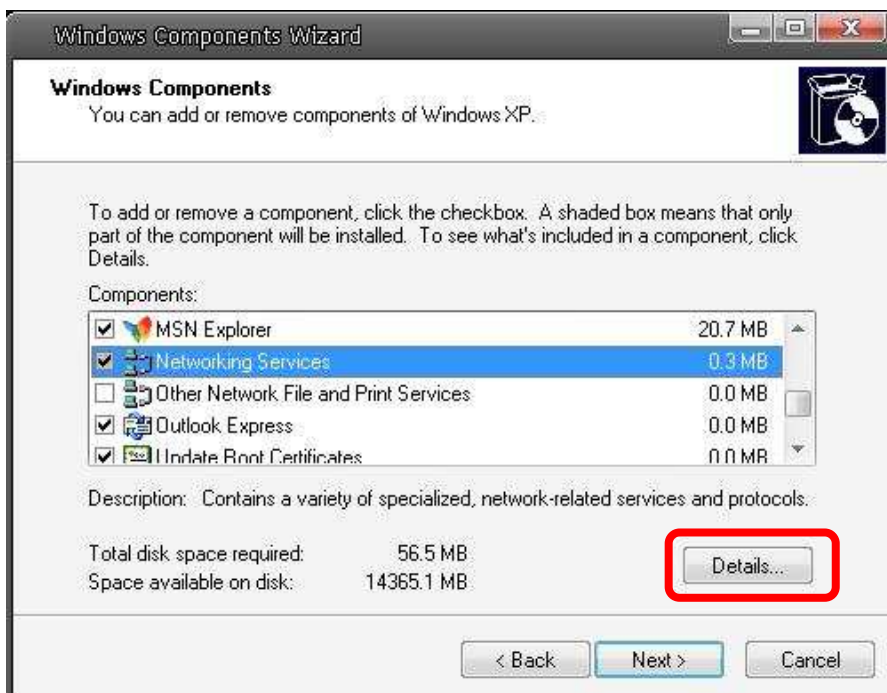 Windows Components Wizard
Windows Components
You can add or remove components of Windows XP.
To add or remove a component, click the checkbox. A shaded box means that only
part of the component will be installed. To see what's included in a component, click
Details.
Components:
MSN Explorer 20.7 MB
Networking Services 0.3 MB
Other Network File and Print Services 0.0 MB
Outlook Express 0.0 MB
Update Root Certificates 0.0 MB
Description: Contains a variety of specialized, network-related services and protocols.
Total disk space required: 56.5 MB
Space available on disk: 14365.1 MB
Details...
< Back Next > Cancel